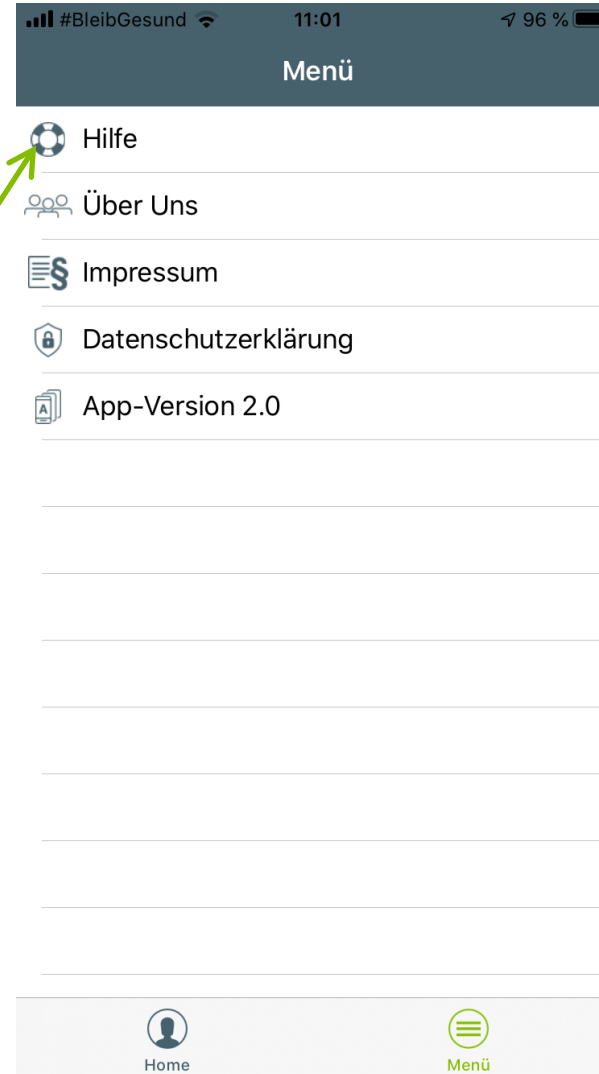 #BleibGesund 11:01 96 %
Menü
Hilfe
Über Uns
§ Impressum
Datenschutzerklärung
A App-Version 2.0
Home Menü